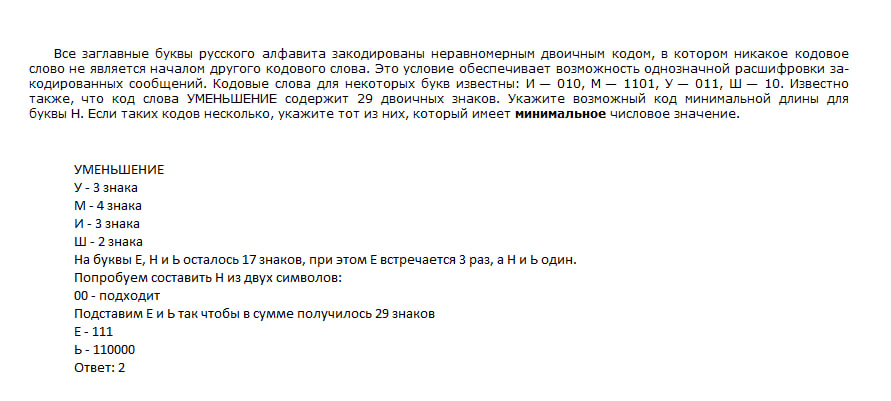 Все заглавные буквы русского алфавита закодированы неравномерным двоичным кодом, в котором никакое кодовое
слово не является началом другого кодового слова. Это условие обеспечивает возможность однозначной расшифровки за-
кодированных сообщений. Кодовые слова для некоторых букв известны: И — 010, М — 1101, У — 011, Ш — 10. Известно
также, что код слова УМЕНЬШЕНИЕ содержит 29 двоичных знаков. Укажите возможный код минимальной длины для
буквы Н. Если таких кодов несколько, укажите тот из них, который имеет минимальное числовое значение.
УМЕНЬШЕНИЕ
У - 3 знака
М - 4 знака
И - 3 знака
Ш - 2 знака
На буквы Е, Н и Ь осталось 17 знаков, при этом Е встречается 3 раз, а Н и Ь один.
Попробуем составить Н из двух символов:
00 - подходит
Подставим Е и Ь так чтобы в сумме получилось 29 знаков
Е - 111
Ь - 110000
Ответ: 2